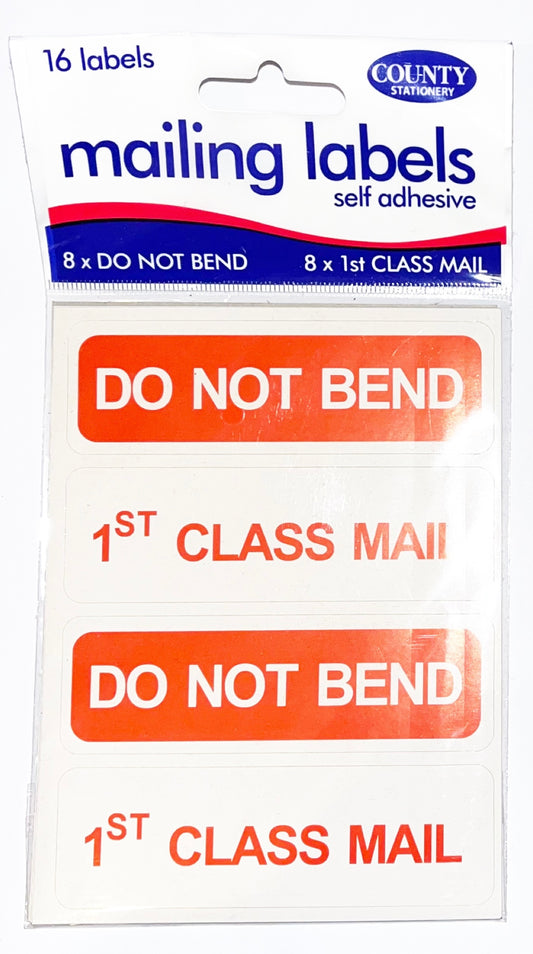 16 labels
COUNTY
STATIONERY
mailing labels
self adhesive
8 x DO NOT BEND
8 x 1st CLASS MAIL
DO NOT BEND
1ST CLASS MAIL
DO NOT BEND
1ST CLASS MAIL